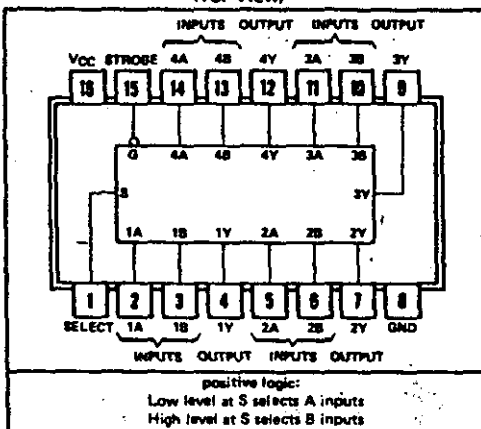 INPUTS OUTPUT INPUTS OUTPUT
VCC STROBE 4A 4B 4Y 3A 3B 3Y
16 15 14 13 12 11 10 9
G 4A 4B 4Y 3A 3B
S 3Y
1A 1B 1Y 2A 2B 2Y
1 2 3 4 5 6 7 8
SELECT 1A 1B 1Y 2A 2B 2Y GND
INPUTS OUTPUT INPUTS OUTPUT
positive logic:
Low level at S selects A inputs
High level at S selects B inputs